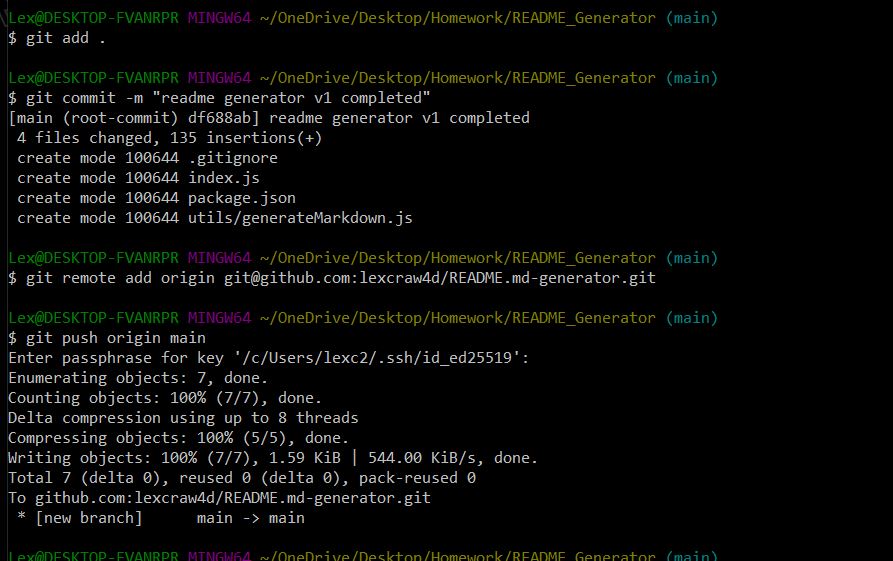 Lex@DESKTOP-FVANRPR MINGW64 ~/OneDrive/Desktop/Homework/README_Generator (main)
$ git add .
Lex@DESKTOP-FVANRPR MINGW64 ~/OneDrive/Desktop/Homework/README_Generator (main)
$ git commit -m "readme generator v1 completed"
[main (root-commit) df688ab] readme generator v1 completed
 4 files changed, 135 insertions(+)
 create mode 100644 .gitignore
 create mode 100644 index.js
 create mode 100644 package.json
 create mode 100644 utils/generateMarkdown.js
Lex@DESKTOP-FVANRPR MINGW64 ~/OneDrive/Desktop/Homework/README_Generator (main)
$ git remote add origin git@github.com:lexcraw4d/README.md-generator.git
Lex@DESKTOP-FVANRPR MINGW64 ~/OneDrive/Desktop/Homework/README_Generator (main)
$ git push origin main
Enter passphrase for key '/c/Users/lexc2/.ssh/id_ed25519':
Enumerating objects: 7, done.
Counting objects: 100% (7/7), done.
Delta compression using up to 8 threads
Compressing objects: 100% (5/5), done.
Writing objects: 100% (7/7), 1.59 KiB | 544.00 KiB/s, done.
Total 7 (delta 0), reused 0 (delta 0), pack-reused 0
To github.com:lexcraw4d/README.md-generator.git
 * [new branch]      main -> main
Lex@DESKTOP-FVANRPR MINGW64 ~/OneDrive/Desktop/Homework/README_Generator (main)